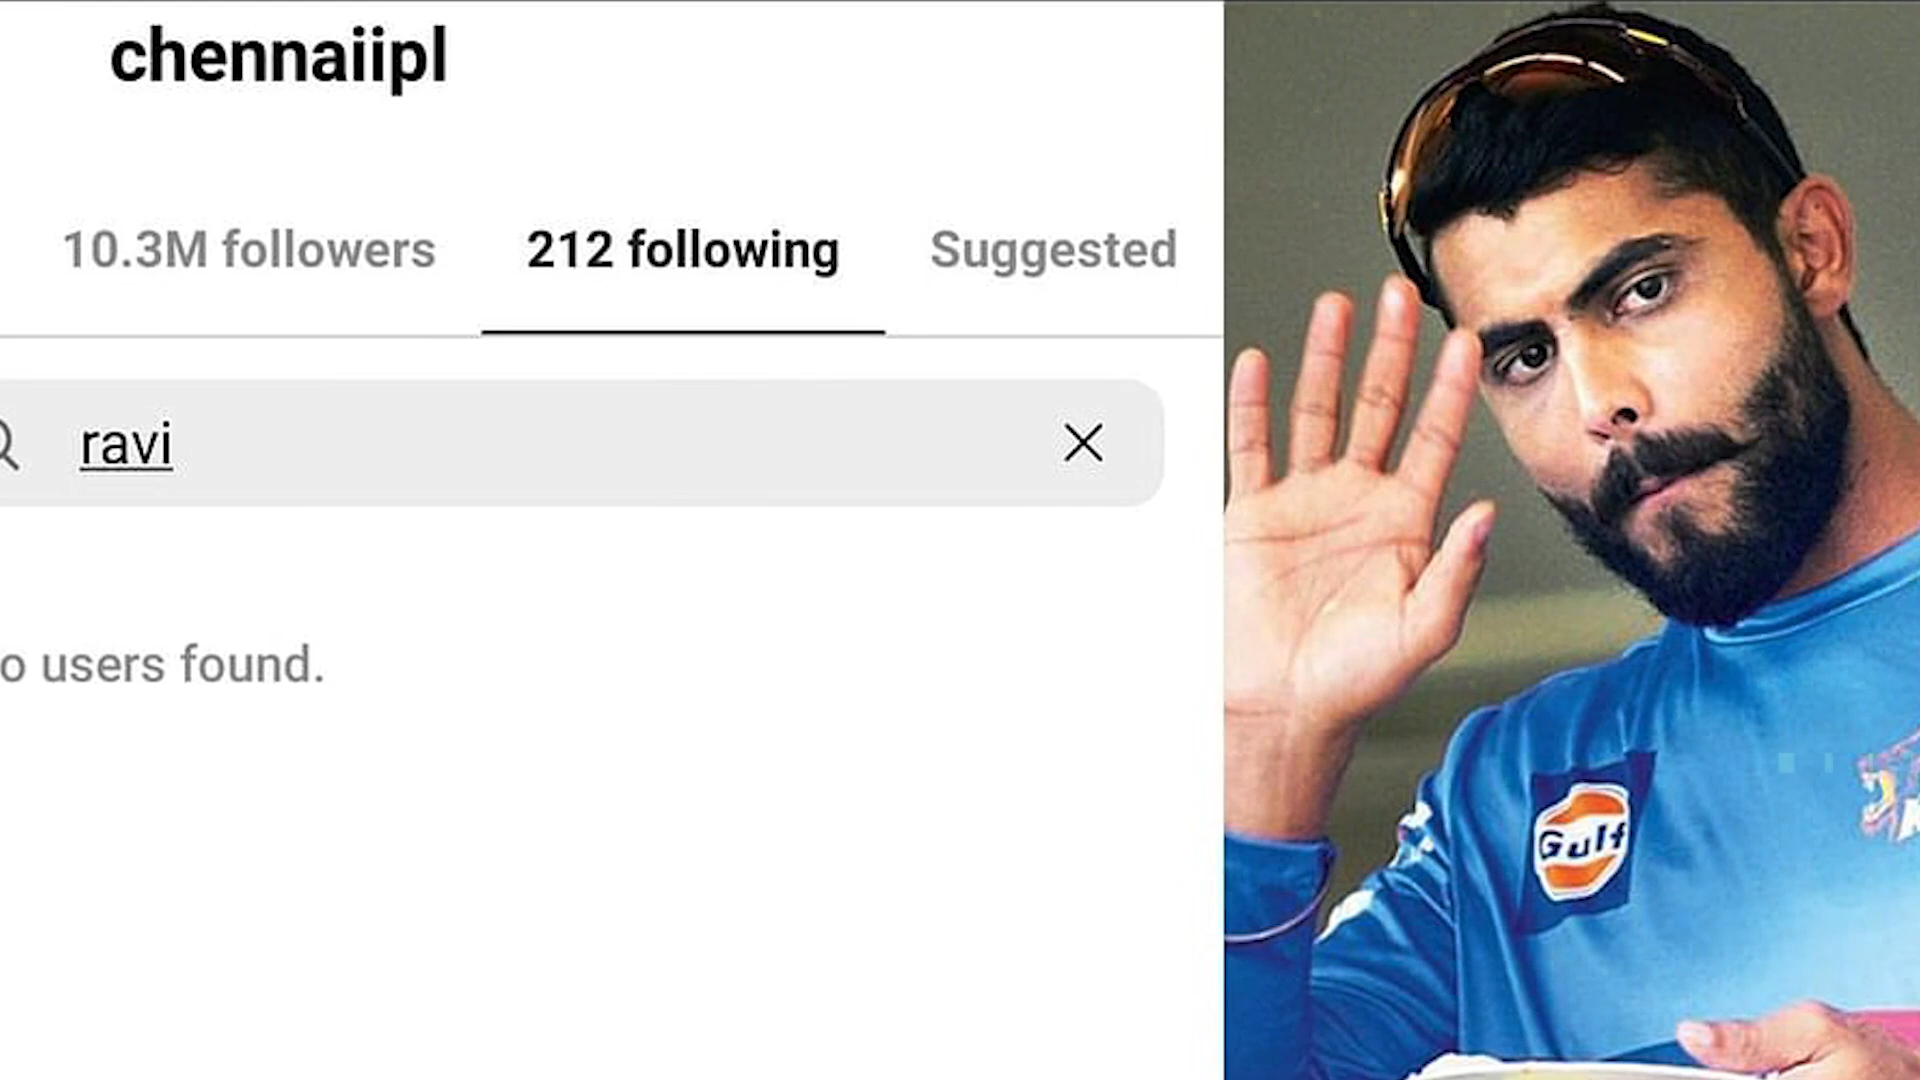 chennaiipl
10.3M followers 212 following Suggested
ravi
o users found.
Gulf